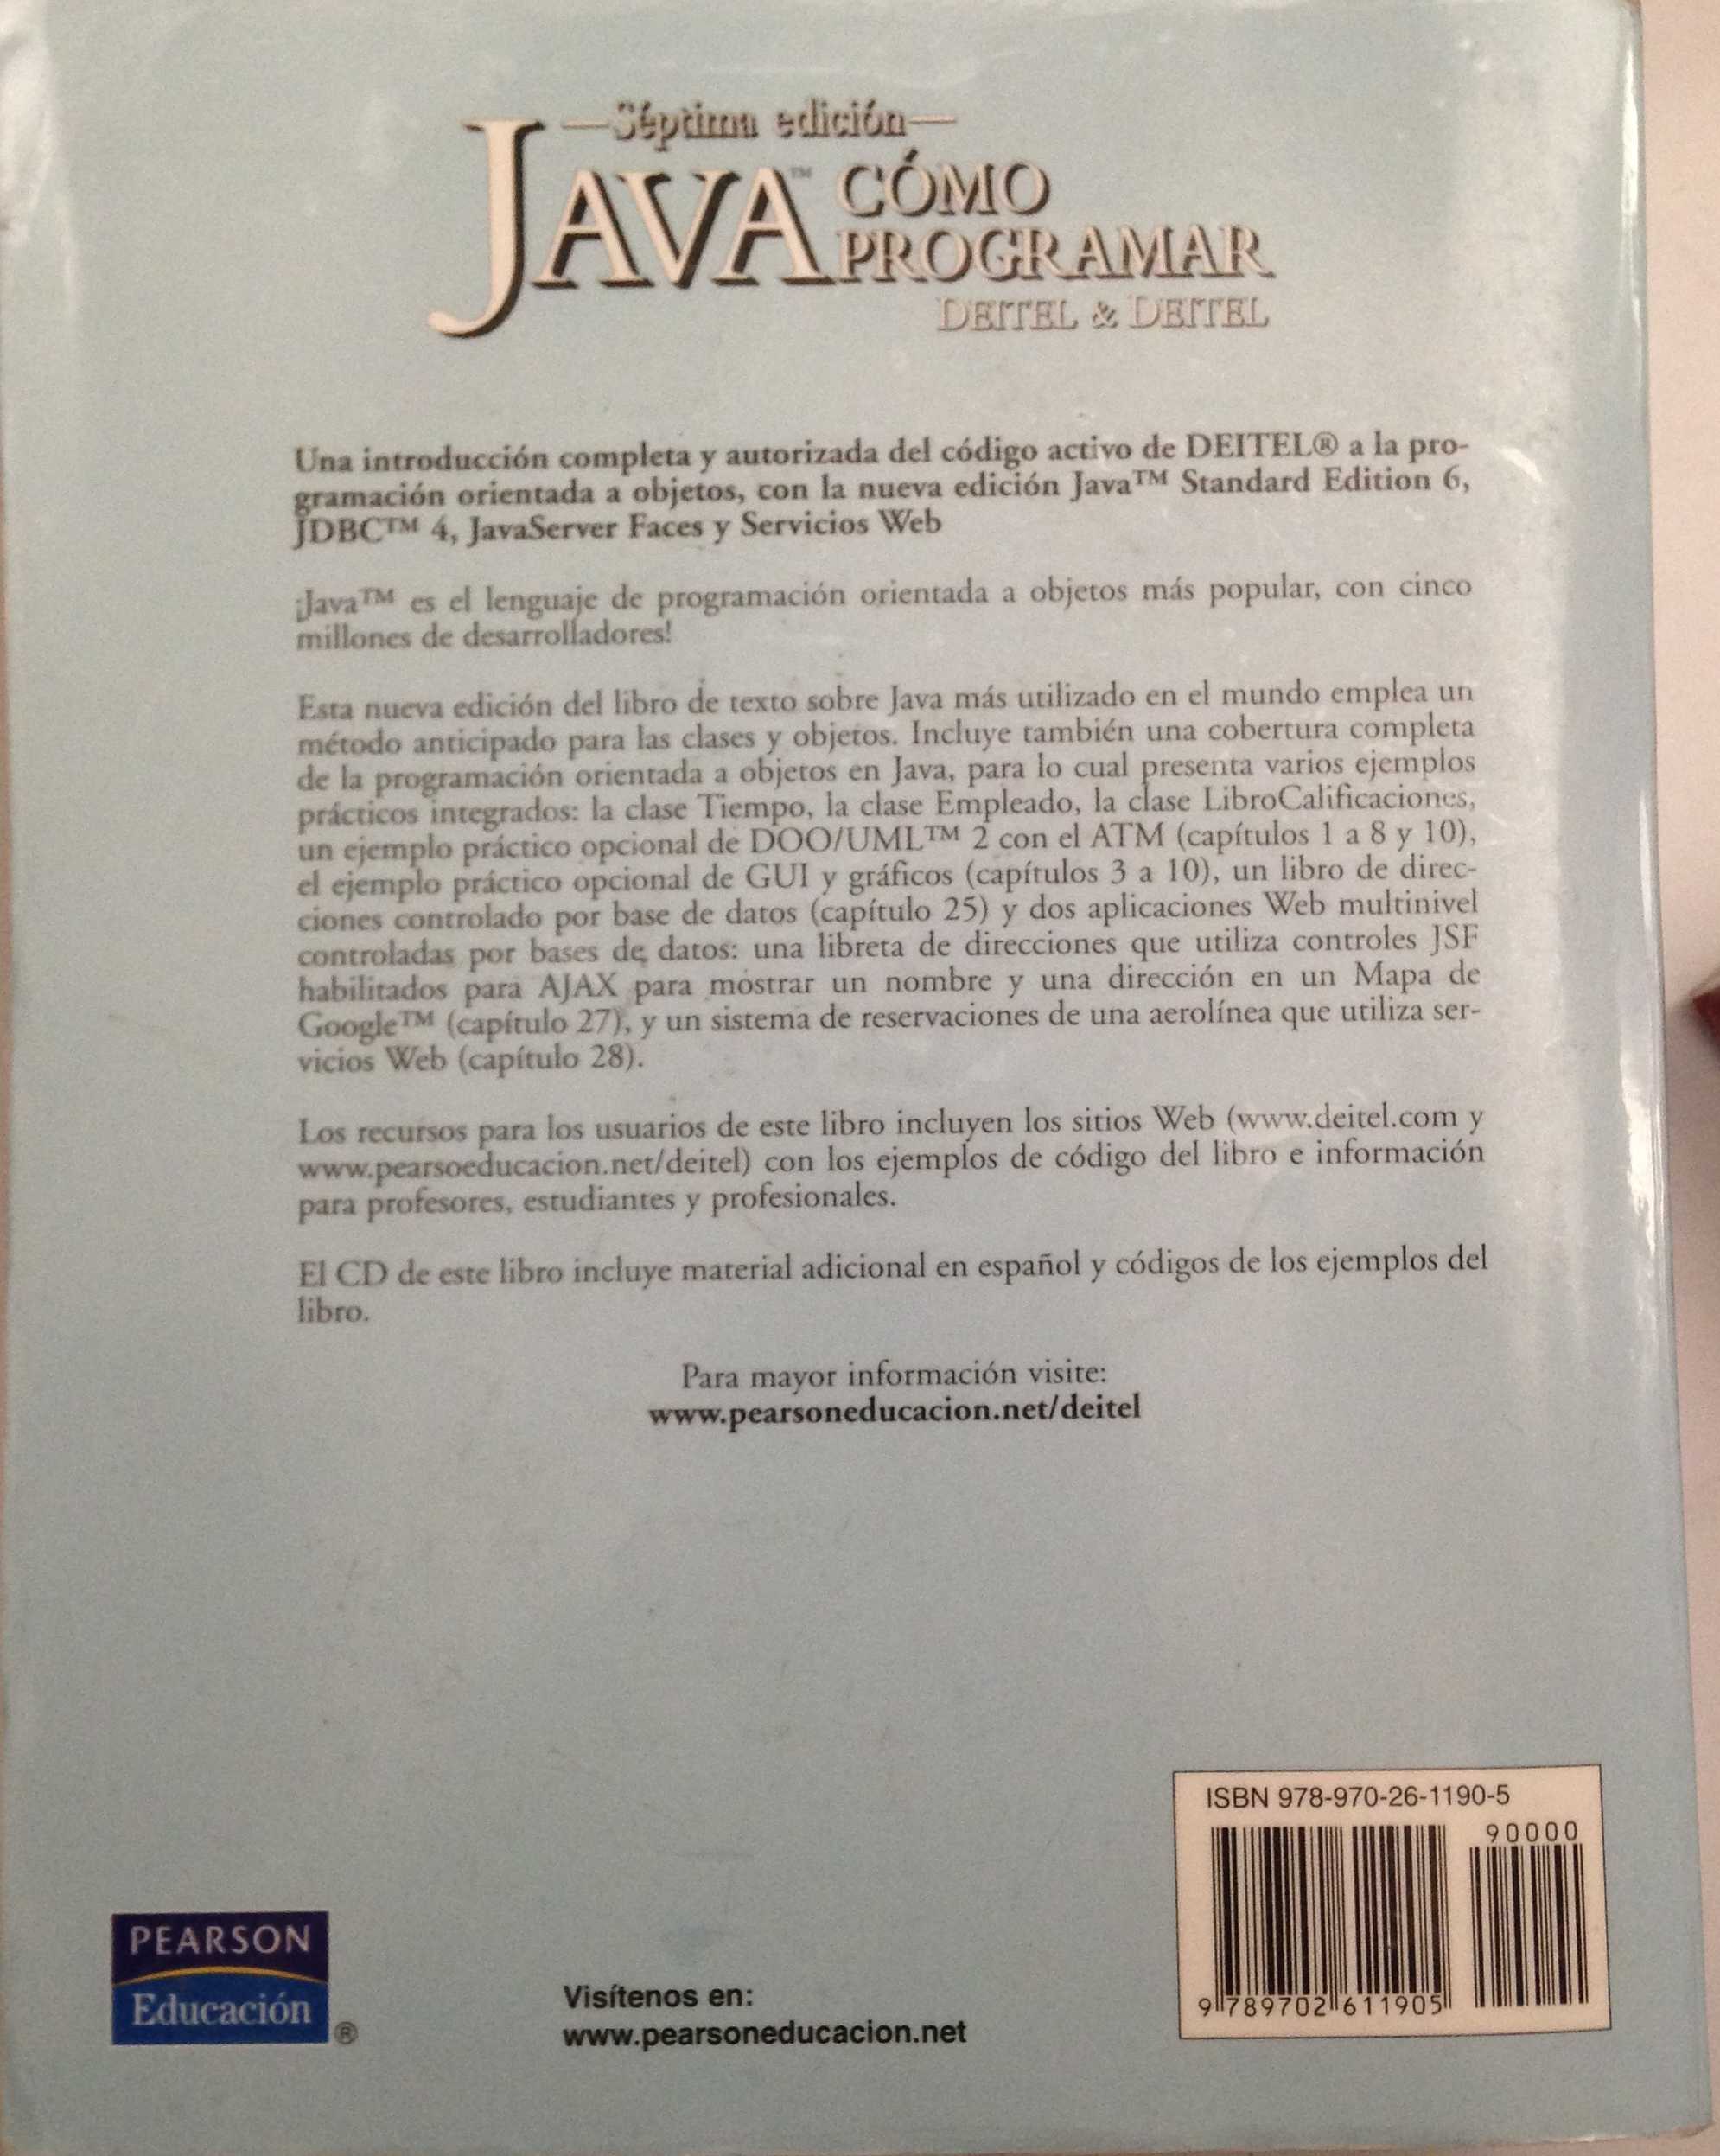 Séptima edición
JAVA™ CÓMO
PROGRAMAR
DEITEL & DEITEL
Una introducción completa y autorizada del código activo de DEITEL® a la pro-
gramación orientada a objetos, con la nueva edición Java™ Standard Edition 6,
JDBC™ 4, JavaServer Faces y Servicios Web
¡Java™ es el lenguaje de programación orientada a objetos más popular, con cinco
millones de desarrolladores!
Esta nueva edición del libro de texto sobre Java más utilizado en el mundo emplea un
método anticipado para las clases y objetos. Incluye también una cobertura completa
de la programación orientada a objetos en Java, para lo cual presenta varios ejemplos
prácticos integrados: la clase Tiempo, la clase Empleado, la clase LibroCalificaciones,
un ejemplo práctico opcional de DOO/UML™ 2 con el ATM (capítulos 1 a 8 y 10),
el ejemplo práctico opcional de GUI y gráficos (capítulos 3 a 10), un libro de direc-
ciones controlado por base de datos (capítulo 25) y dos aplicaciones Web multinivel
controladas por bases de datos: una libreta de direcciones que utiliza controles JSF
habilitados para AJAX para mostrar un nombre y una dirección en un Mapa de
Google™ (capítulo 27), y un sistema de reservaciones de una aerolínea que utiliza ser-
vicios Web (capítulo 28).
Los recursos para los usuarios de este libro incluyen los sitios Web (www.deitel.com y
www.pearsoeducacion.net/deitel) con los ejemplos de código del libro e información
para profesores, estudiantes y profesionales.
El CD de este libro incluye material adicional en español y códigos de los ejemplos del
libro.
Para mayor información visite:
www.pearsoneducacion.net/deitel
ISBN 978-970-26-1190-5
90000
9 789702 611905
PEARSON
Educación
®
Visítenos en:
www.pearsoneducacion.net